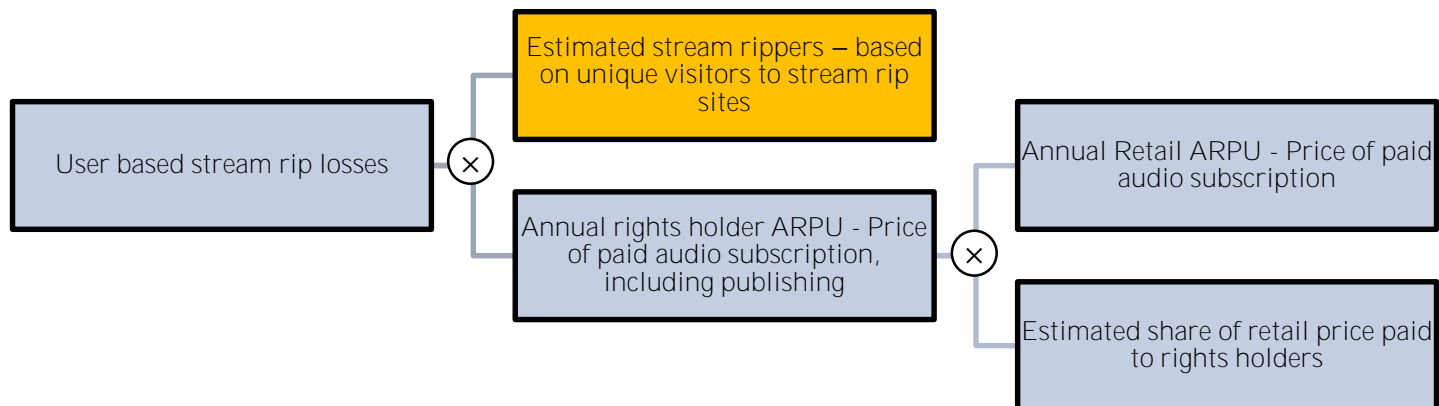 Estimated stream rippers – based
on unique visitors to stream rip
sites
User based stream rip losses
×
Annual rights holder ARPU - Price
of paid audio subscription,
including publishing
Annual Retail ARPU - Price of paid
audio subscription
×
Estimated share of retail price paid
to rights holders